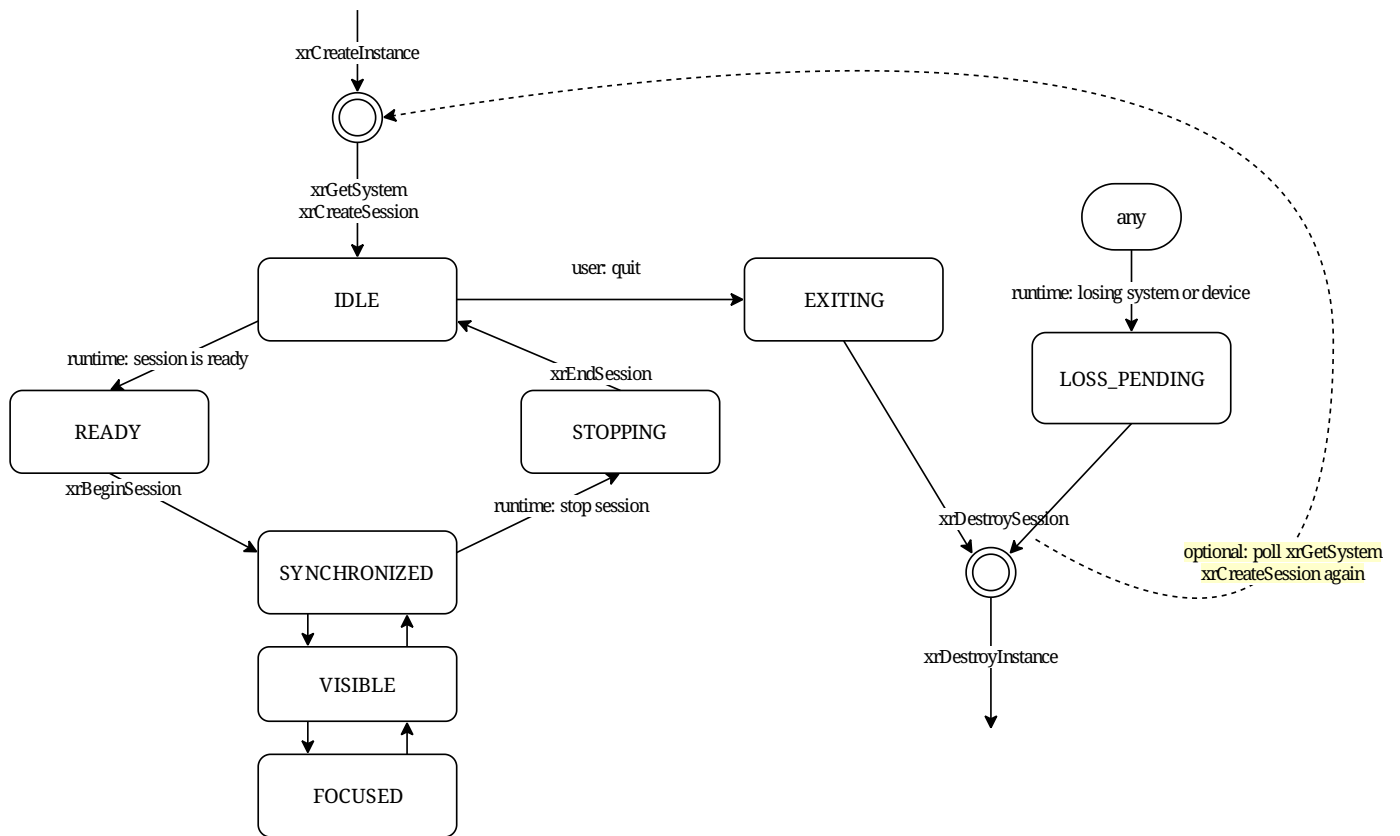 xrCreateInstance
xrGetSystem
xrCreateSession
any
IDLE
user: quit
EXITING
runtime: losing system or device
runtime: session is ready
xrEndSession
LOSS_PENDING
READY
STOPPING
xrBeginSession
runtime: stop session
xrDestroySession
optional: poll xrGetSystem
xrCreateSession again
SYNCHRONIZED
xrDestroyInstance
VISIBLE
FOCUSED